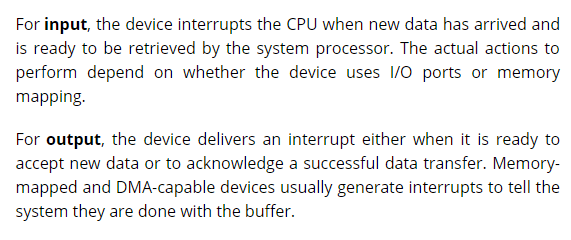 For input, the device interrupts the CPU when new data has arrived and
is ready to be retrieved by the system processor. The actual actions to
perform depend on whether the device uses I/O ports or memory
mapping.
For output, the device delivers an interrupt either when it is ready to
accept new data or to acknowledge a successful data transfer. Memory-
mapped and DMA-capable devices usually generate interrupts to tell the
system they are done with the buffer.